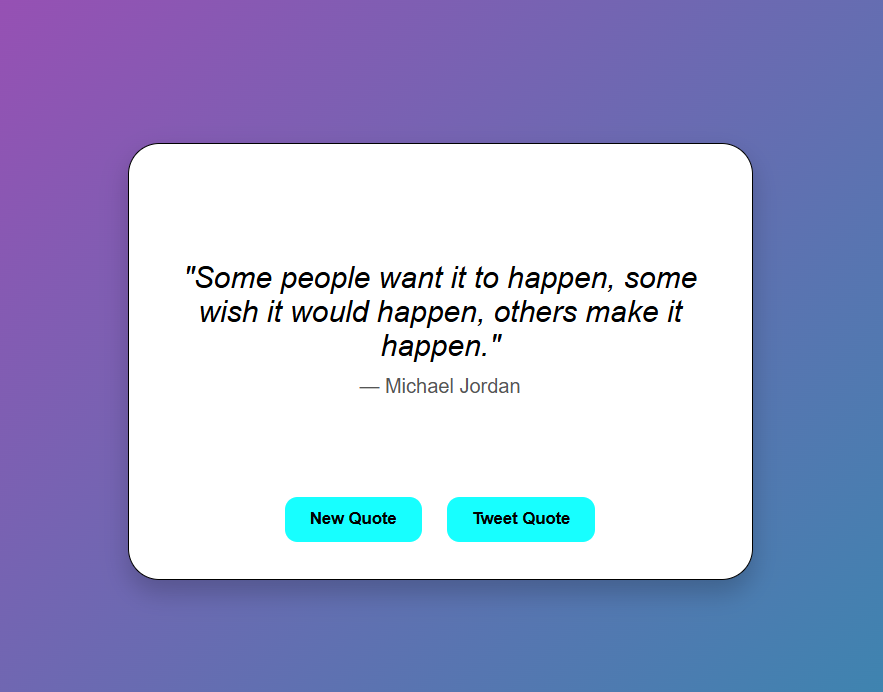 "Some people want it to happen, some
wish it would happen, others make it
happen."
— Michael Jordan
New Quote
Tweet Quote